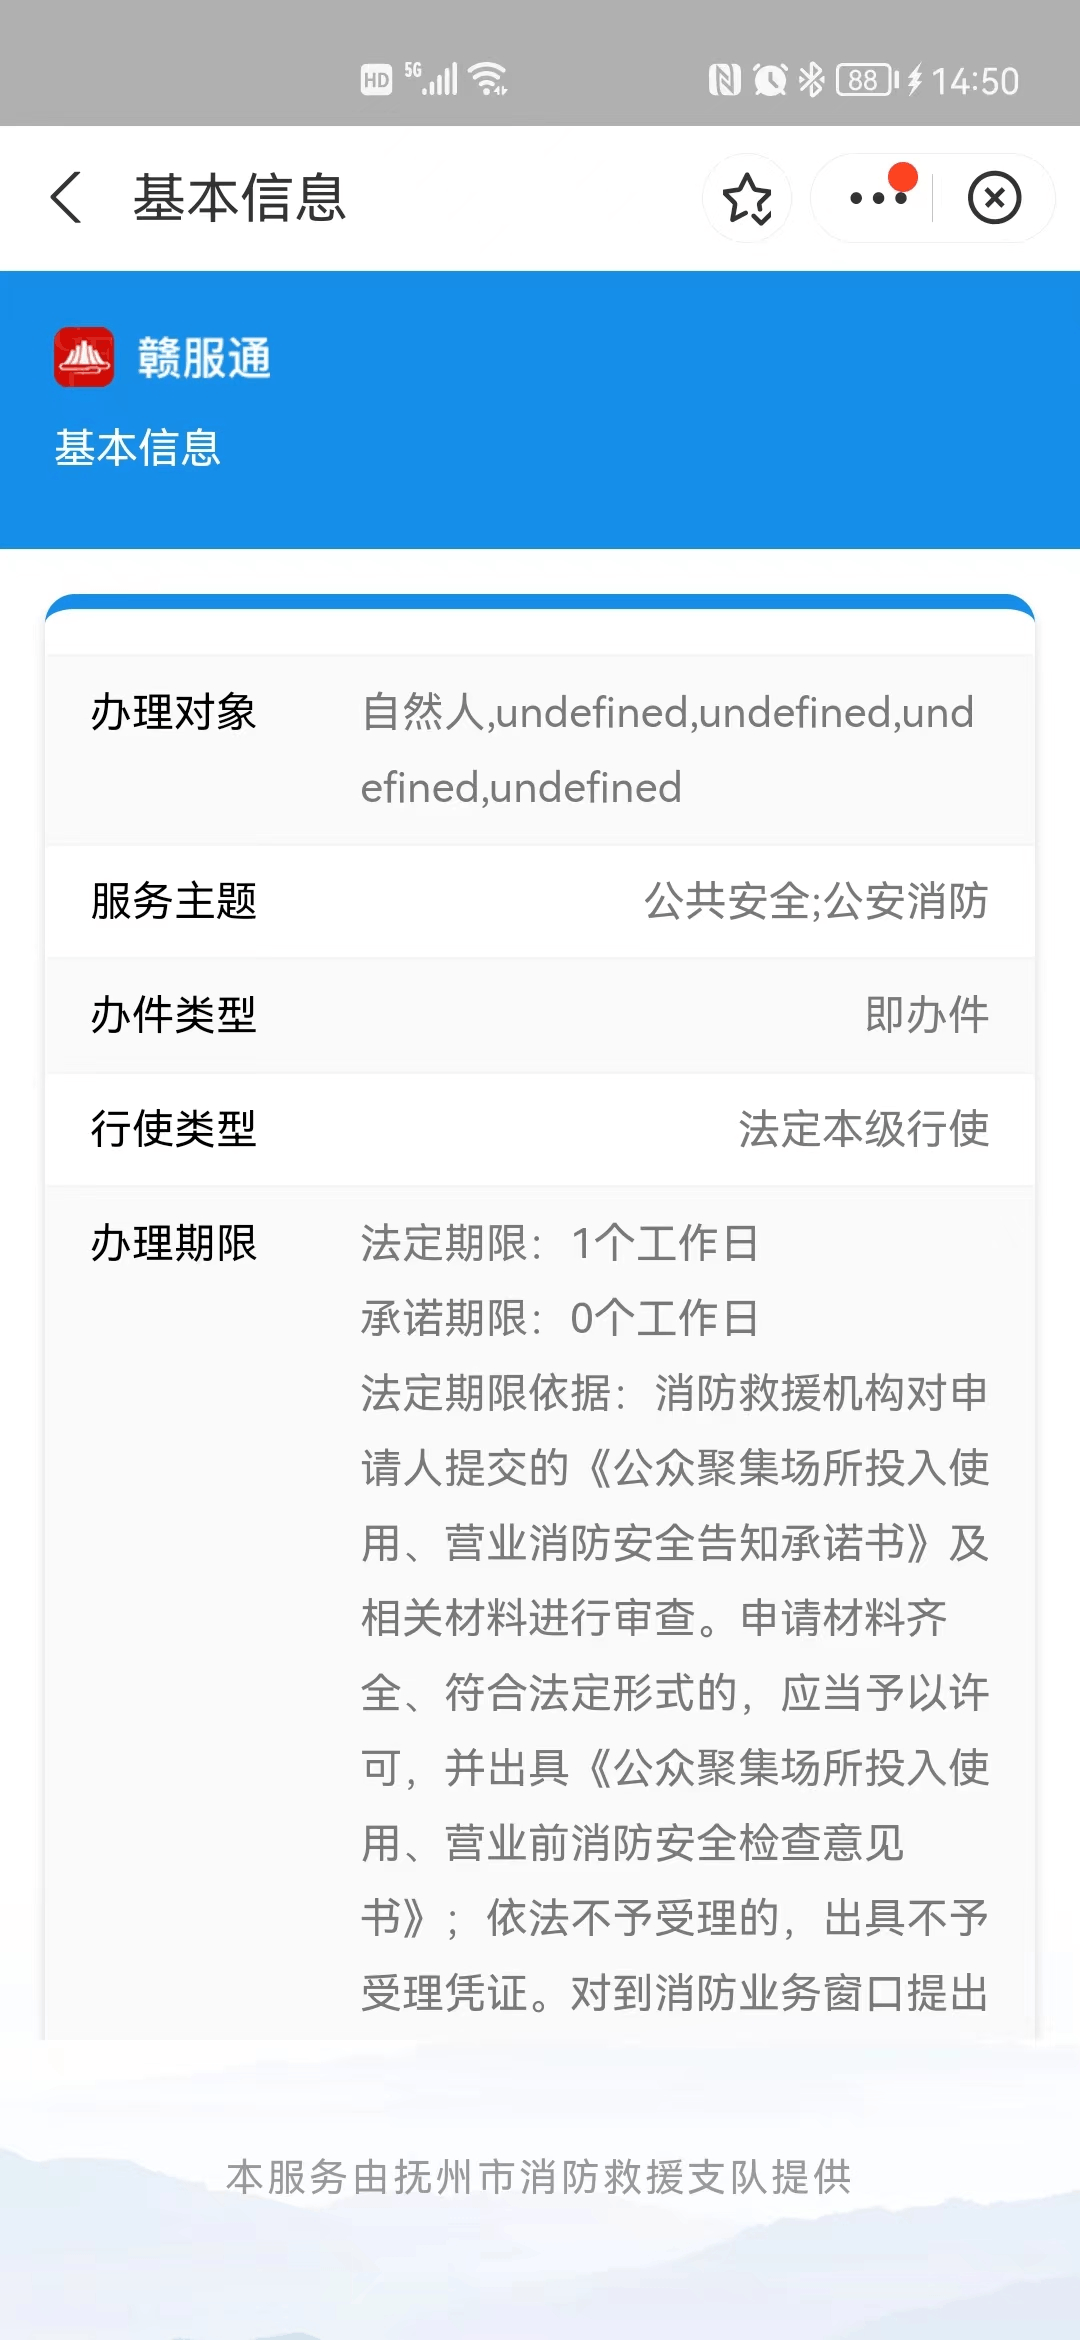 HD 5G 88 14:50
基本信息
赣服通
基本信息
办理对象 自然人,undefined,undefined,und
efined,undefined
服务主题 公共安全;公安消防
办件类型 即办件
行使类型 法定本级行使
办理期限 法定期限：1个工作日
承诺期限：0个工作日
法定期限依据：消防救援机构对申
请人提交的《公众聚集场所投入使
用、营业消防安全告知承诺书》及
相关材料进行审查。申请材料齐
全、符合法定形式的，应当予以许
可，并出具《公众聚集场所投入使
用、营业前消防安全检查意见
书》；依法不予受理的，出具不予
受理凭证。对到消防业务窗口提出
本服务由抚州市消防救援支队提供